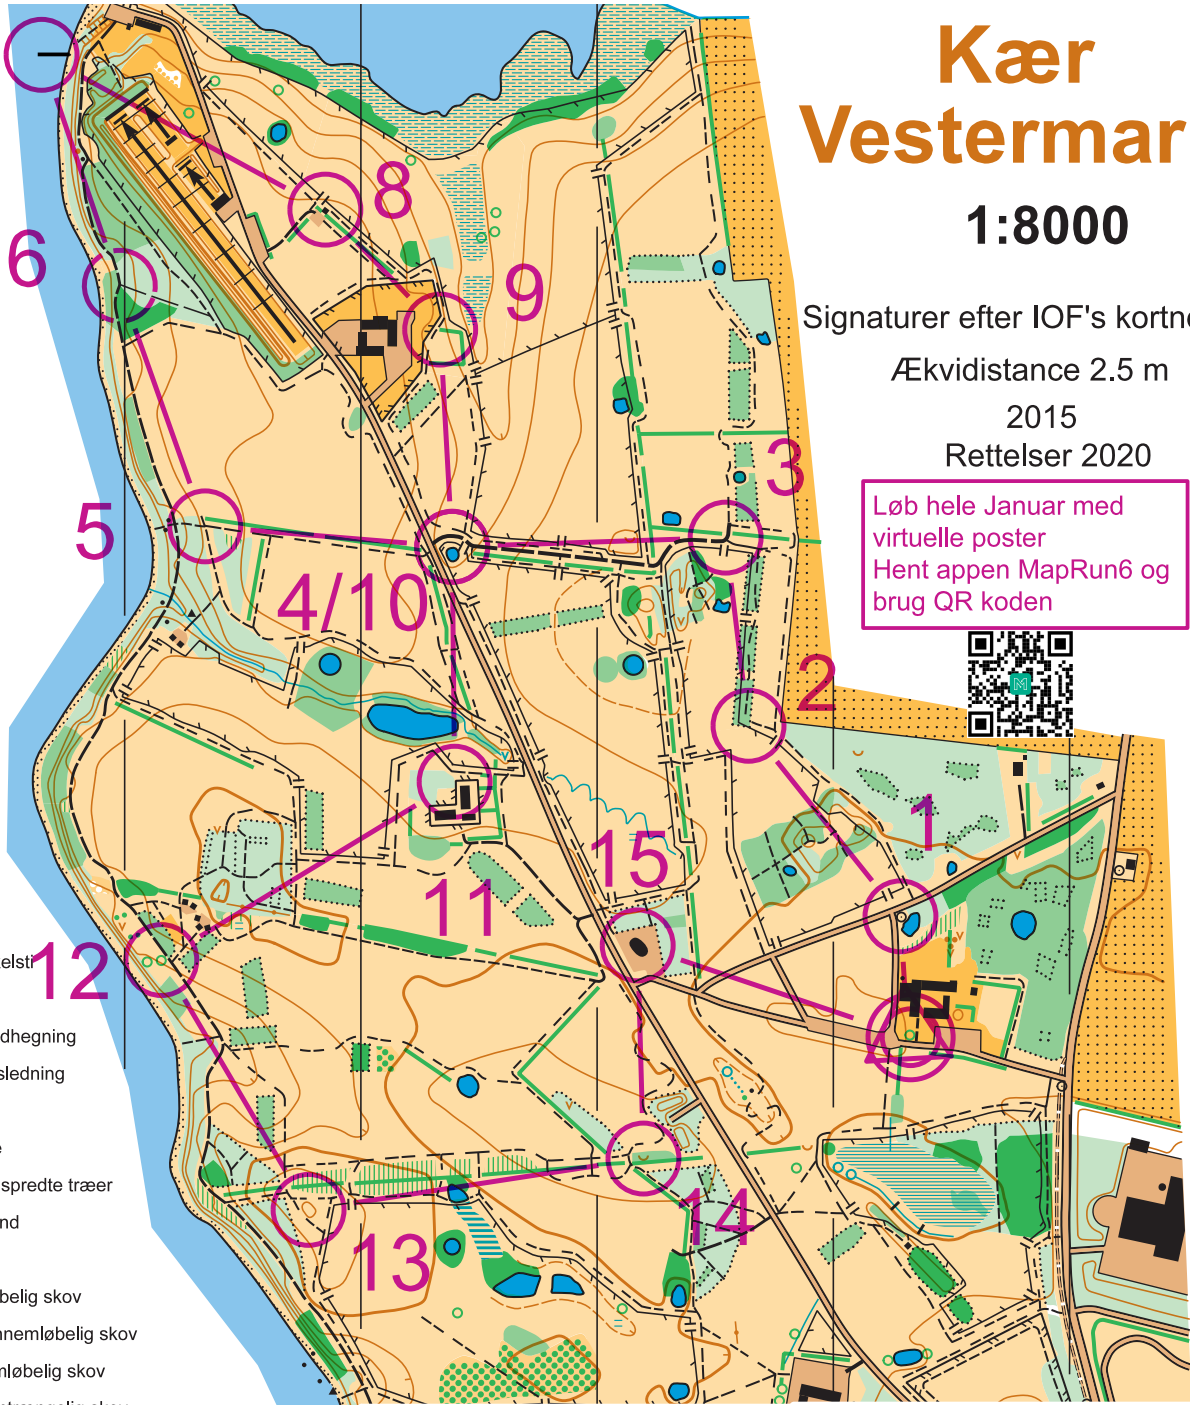 Kær
Vestermar
1:8000
Signaturer efter IOF's kortn
Ækvidistance 2.5 m
2015
Rettelser 2020
Løb hele Januar med
virtuelle poster
Hent appen MapRun6 og
brug QR koden
8
6
9
3
5
4/10
2
1
15
11
12
14
13
elsti
dhegning
sledning
e
spredte træer
nd
belig skov
nnemløbelig skov
nløbelig skov